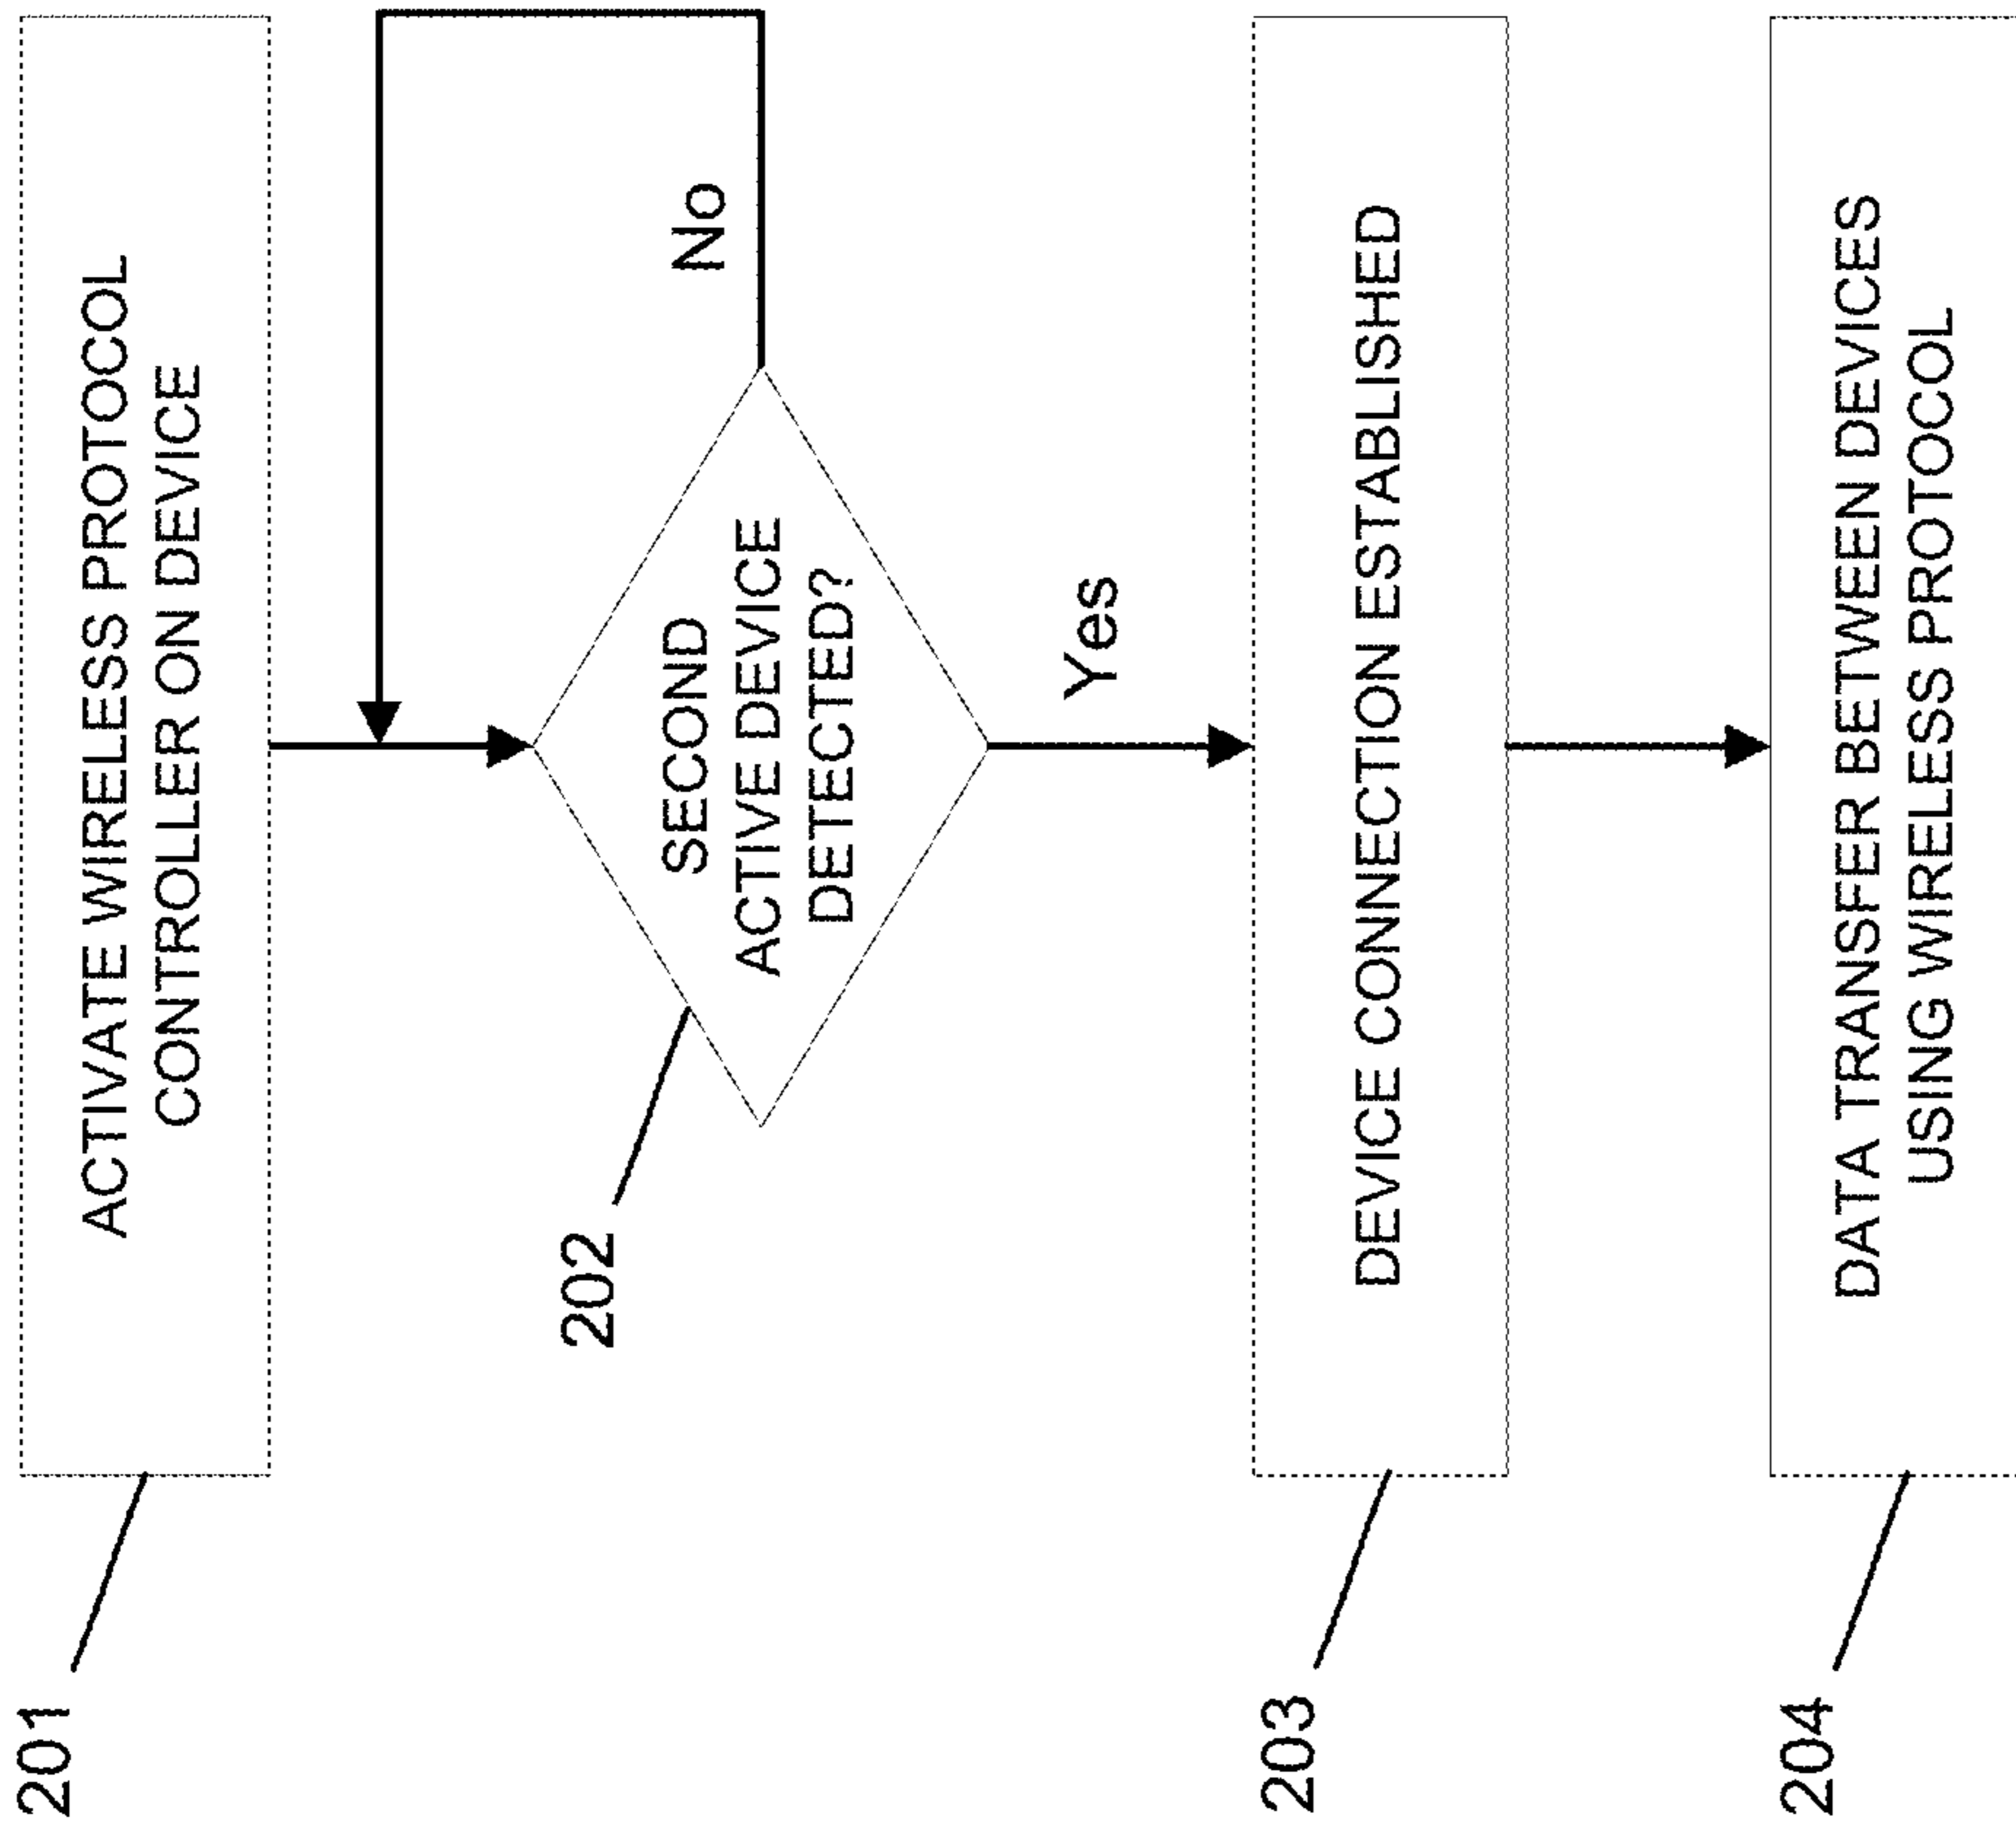 201
ACTIVATE WIRELESS PROTOCOL
CONTROLLER ON DEVICE
202
SECOND
ACTIVE DEVICE
DETECTED?
No
Yes
203
DEVICE CONNECTION ESTABLISHED
204
DATA TRANSFER BETWEEN DEVICES
USING WIRELESS PROTOCOL